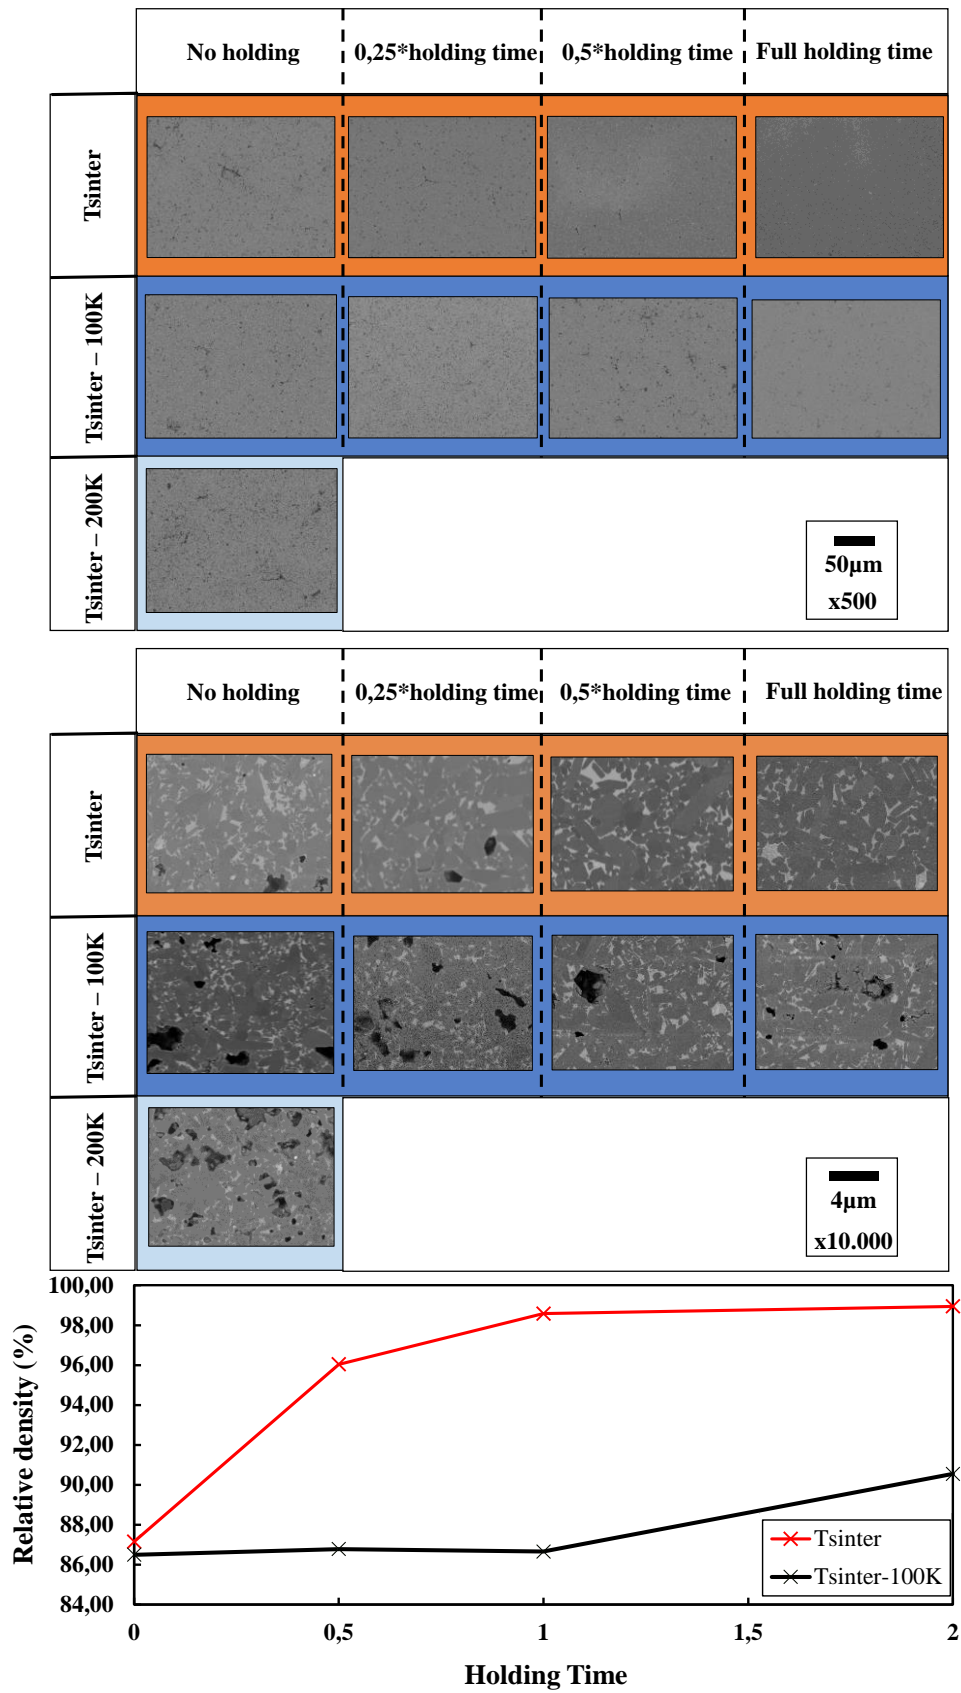 No holding
0,25*holding time
0,5*holding time
Full holding time
Tsinter
Tsinter – 100K
Tsinter – 200K
50µm
x500
No holding
0,25*holding time
0,5*holding time
Full holding time
Tsinter
Tsinter – 100K
Tsinter – 200K
4µm
x10.000
Relative density (%)
100,00
98,00
96,00
94,00
92,00
90,00
88,00
86,00
84,00
Tsinter
Tsinter-100K
0
0,5
1
1,5
2
Holding Time